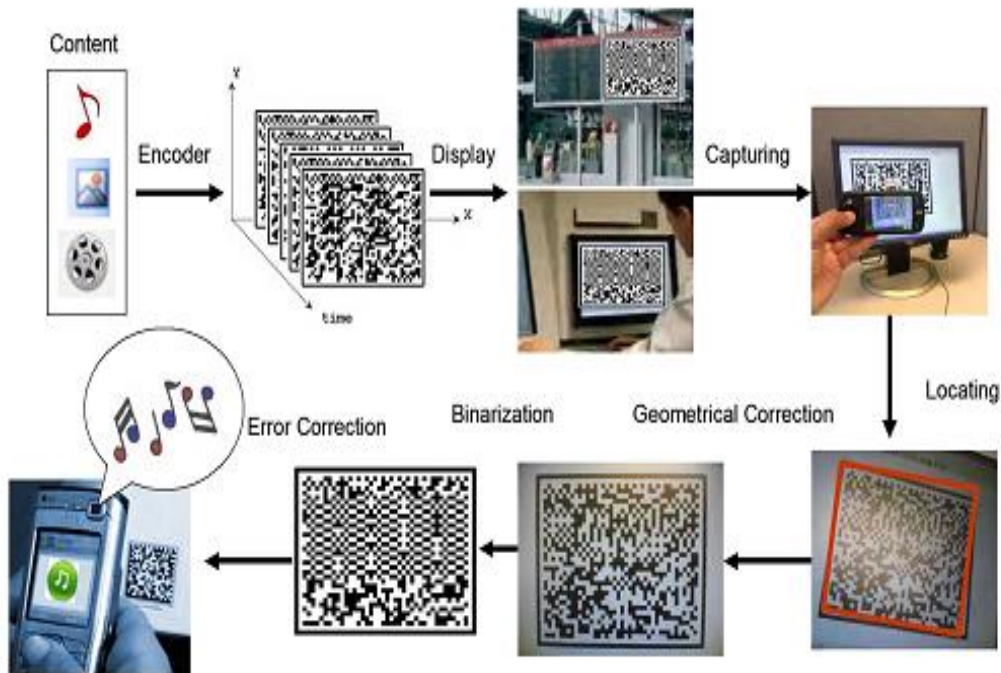 Content
Encoder
Y
X
time
Display
Capturing
Locating
Geometrical Correction
Binarization
Error Correction